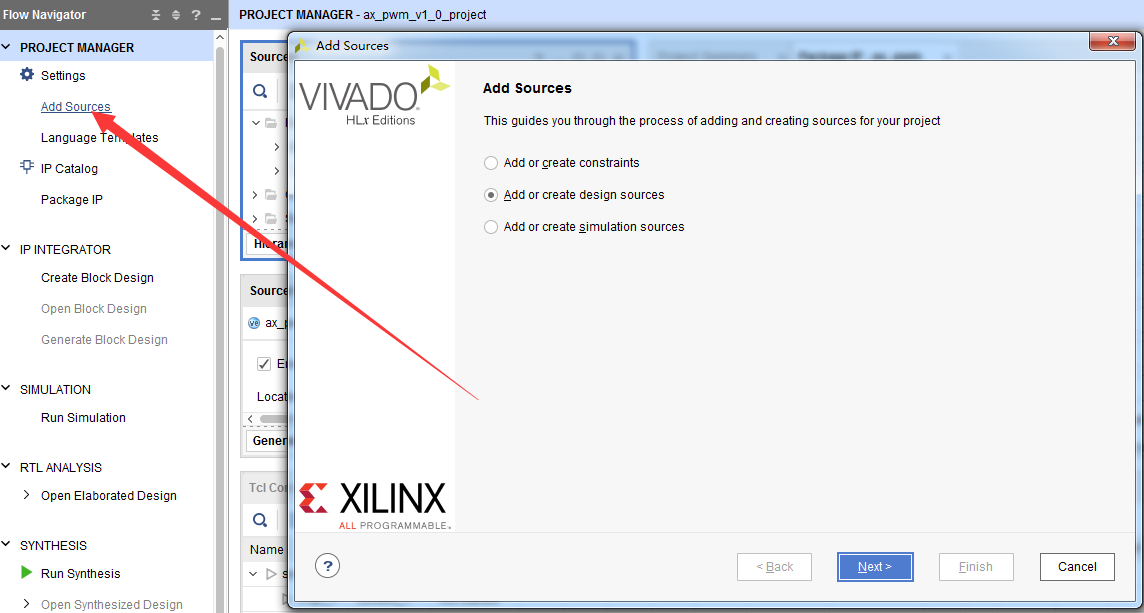 Flow Navigator
PROJECT MANAGER
Settings
Add Sources
Language Templates
IP Catalog
Package IP
IP INTEGRATOR
Create Block Design
Open Block Design
Generate Block Design
SIMULATION
Run Simulation
RTL ANALYSIS
Open Elaborated Design
SYNTHESIS
Run Synthesis
Open Synthesized Design
PROJECT MANAGER - ax_pwm_v1_0_project
Source
Hierar
Source
ax_p
En
Locat
Gener
Tcl Con
Name
Add Sources
VIVADO
HLx Editions
Add Sources
This guides you through the process of adding and creating sources for your project
Add or create constraints
Add or create design sources
Add or create simulation sources
XILINX
ALL PROGRAMMABLE.
?
< Back
Next >
Finish
Cancel